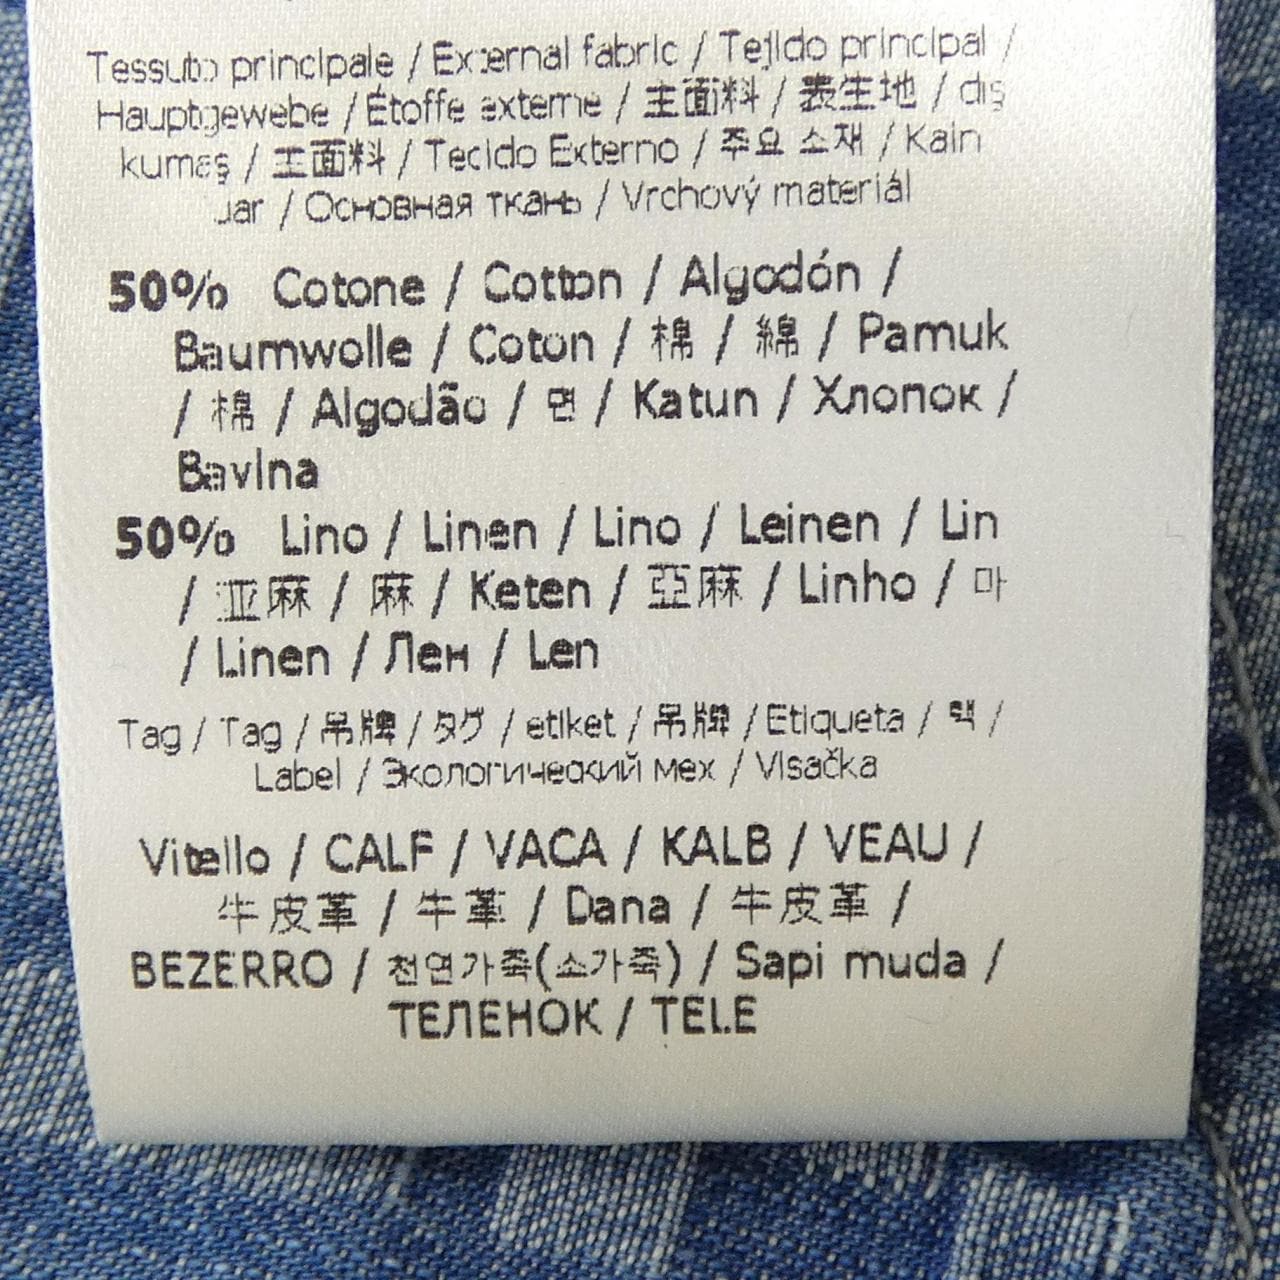 Tessuto principale / External fabric / Tejido principal /
Hauptgewebe / Étoffe externe / 主面料 / 表生地 / dış
kumaş / 主面料 / Tecido Externo / 주요 소재 / Kain
luar / Основная ткань / Vrchový materiál
50% Cotone / Cotton / Algodón /
Baumwolle / Coton / 棉 / 綿 / Pamuk
/ 棉 / Algodão / 면 / Katun / Хлопок /
Bavlna
50% Lino / Linen / Lino / Leinen / Lin
/ 亚麻 / 麻 / Keten / 亞麻 / Linho / 마
/ Linen / Лен / Len
Tag / Tag / 吊牌 / タグ / etiket / 吊牌 / Etiqueta / 택 /
Label / Экологический мех / Visačka
Vitello / CALF / VACA / KALB / VEAU /
牛皮革 / 牛革 / Dana / 牛皮革 /
BEZERRO / 천연가죽(소가죽) / Sapi muda /
ТЕЛЕНОК / TELE